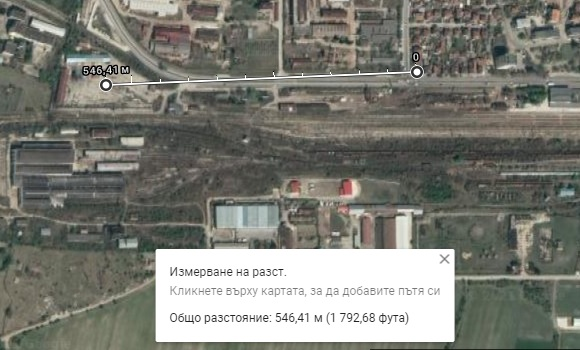 0
546,41 м
Измерване на разст.
Кликнете върху картата, за да добавите пътя си
Общо разстояние: 546,41 м (1 792,68 фута)